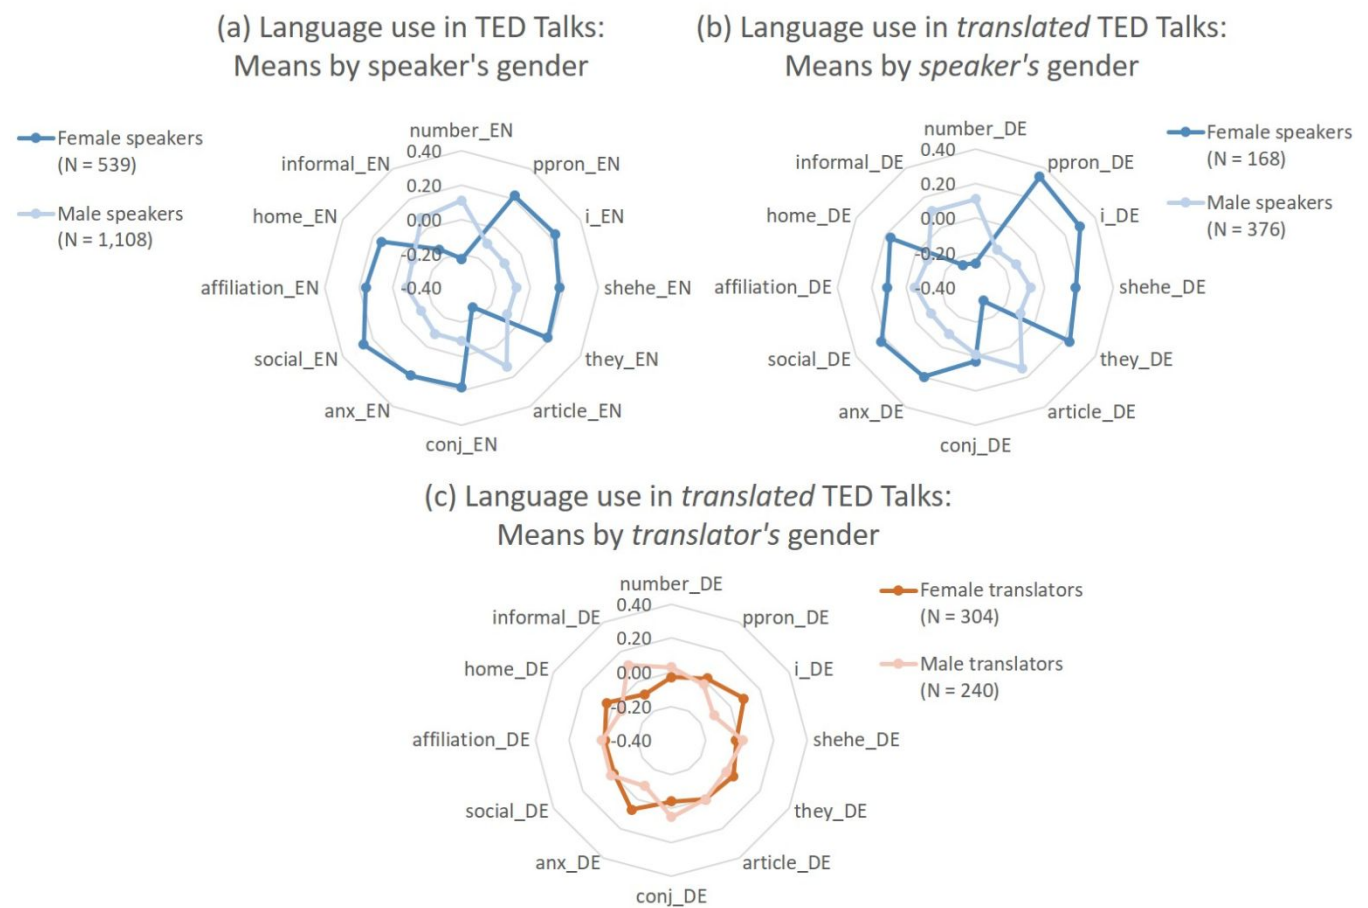 (a) Language use in TED Talks:
Means by speaker's gender
Female speakers
(N = 539)
Male speakers
(N = 1,108)
number_EN
ppron_EN
i_EN
shehe_EN
they_EN
article_EN
conj_EN
anx_EN
social_EN
affiliation_EN
home_EN
informal_EN
0.40
0.20
0.00
-0.20
-0.40
(b) Language use in translated TED Talks:
Means by speaker's gender
Female speakers
(N = 168)
Male speakers
(N = 376)
number_DE
ppron_DE
i_DE
shehe_DE
they_DE
article_DE
conj_DE
anx_DE
social_DE
affiliation_DE
home_DE
informal_DE
0.40
0.20
0.00
-0.20
-0.40
(c) Language use in translated TED Talks:
Means by translator's gender
Female translators
(N = 304)
Male translators
(N = 240)
number_DE
ppron_DE
i_DE
shehe_DE
they_DE
article_DE
conj_DE
anx_DE
social_DE
affiliation_DE
home_DE
informal_DE
0.40
0.20
0.00
-0.20
-0.40